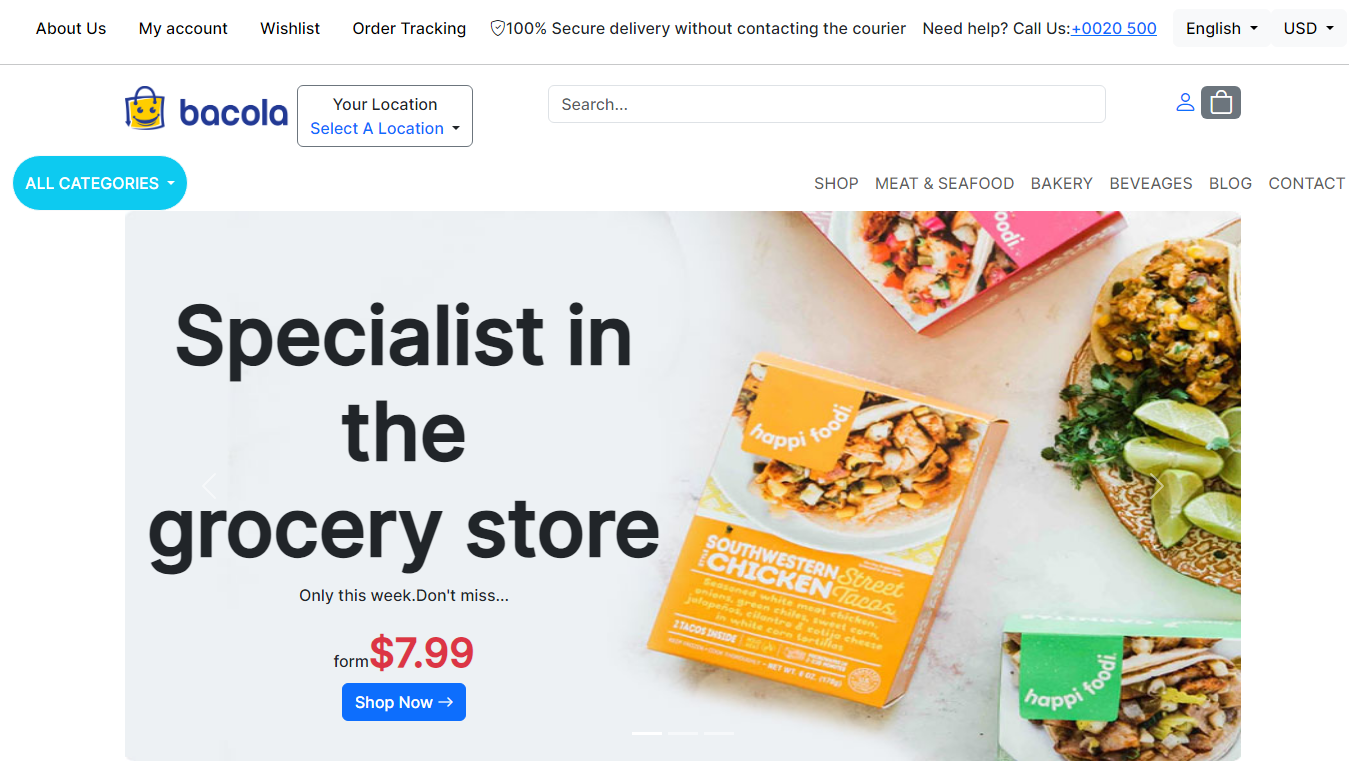 About Us My account Wishlist Order Tracking 100% Secure delivery without contacting the courier Need help? Call Us:+0020 500 English USD
bacola
Your Location
Select A Location
Search...
ALL CATEGORIES SHOP MEAT & SEAFOOD BAKERY BEVEAGES BLOG CONTACT
Specialist in
the
grocery store
Only this week.Don't miss...
form$7.99
Shop Now →
foodi.
happi foodi.
SOUTHWESTERN
STYLE CHICKEN Street
Tacos
Seasoned white meat chicken,
onions, green chiles, sweet corn,
jalapeños, cilantro & cotija cheese
in white corn tortillas
2 TACOS INSIDE
NET WT. 6 OZ. (170g)
happi foodi.